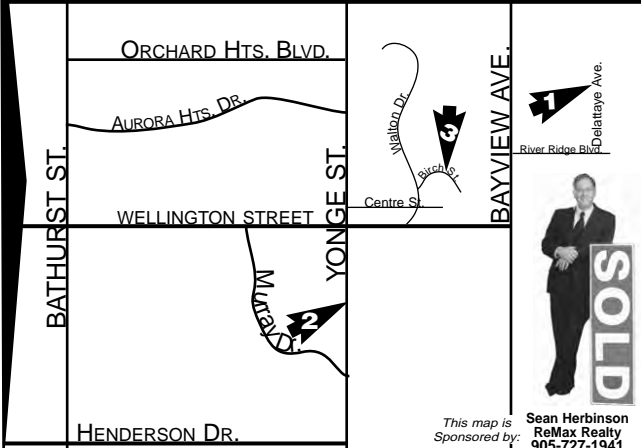 ORCHARD HTS. BLVD.
AURORA HTS. DR.
BATHURST ST.
YONGE ST.
WELLINGTON STREET
Walton Dr.
3
Birch St.
Centre St.
BAYVIEW AVE.
1
Delattaye Ave.
River Ridge Blvd.
Murray Dr.
2
HENDERSON DR.
SOLD
This map is
Sponsored by:
Sean Herbinson
ReMax Realty
905-727-1941